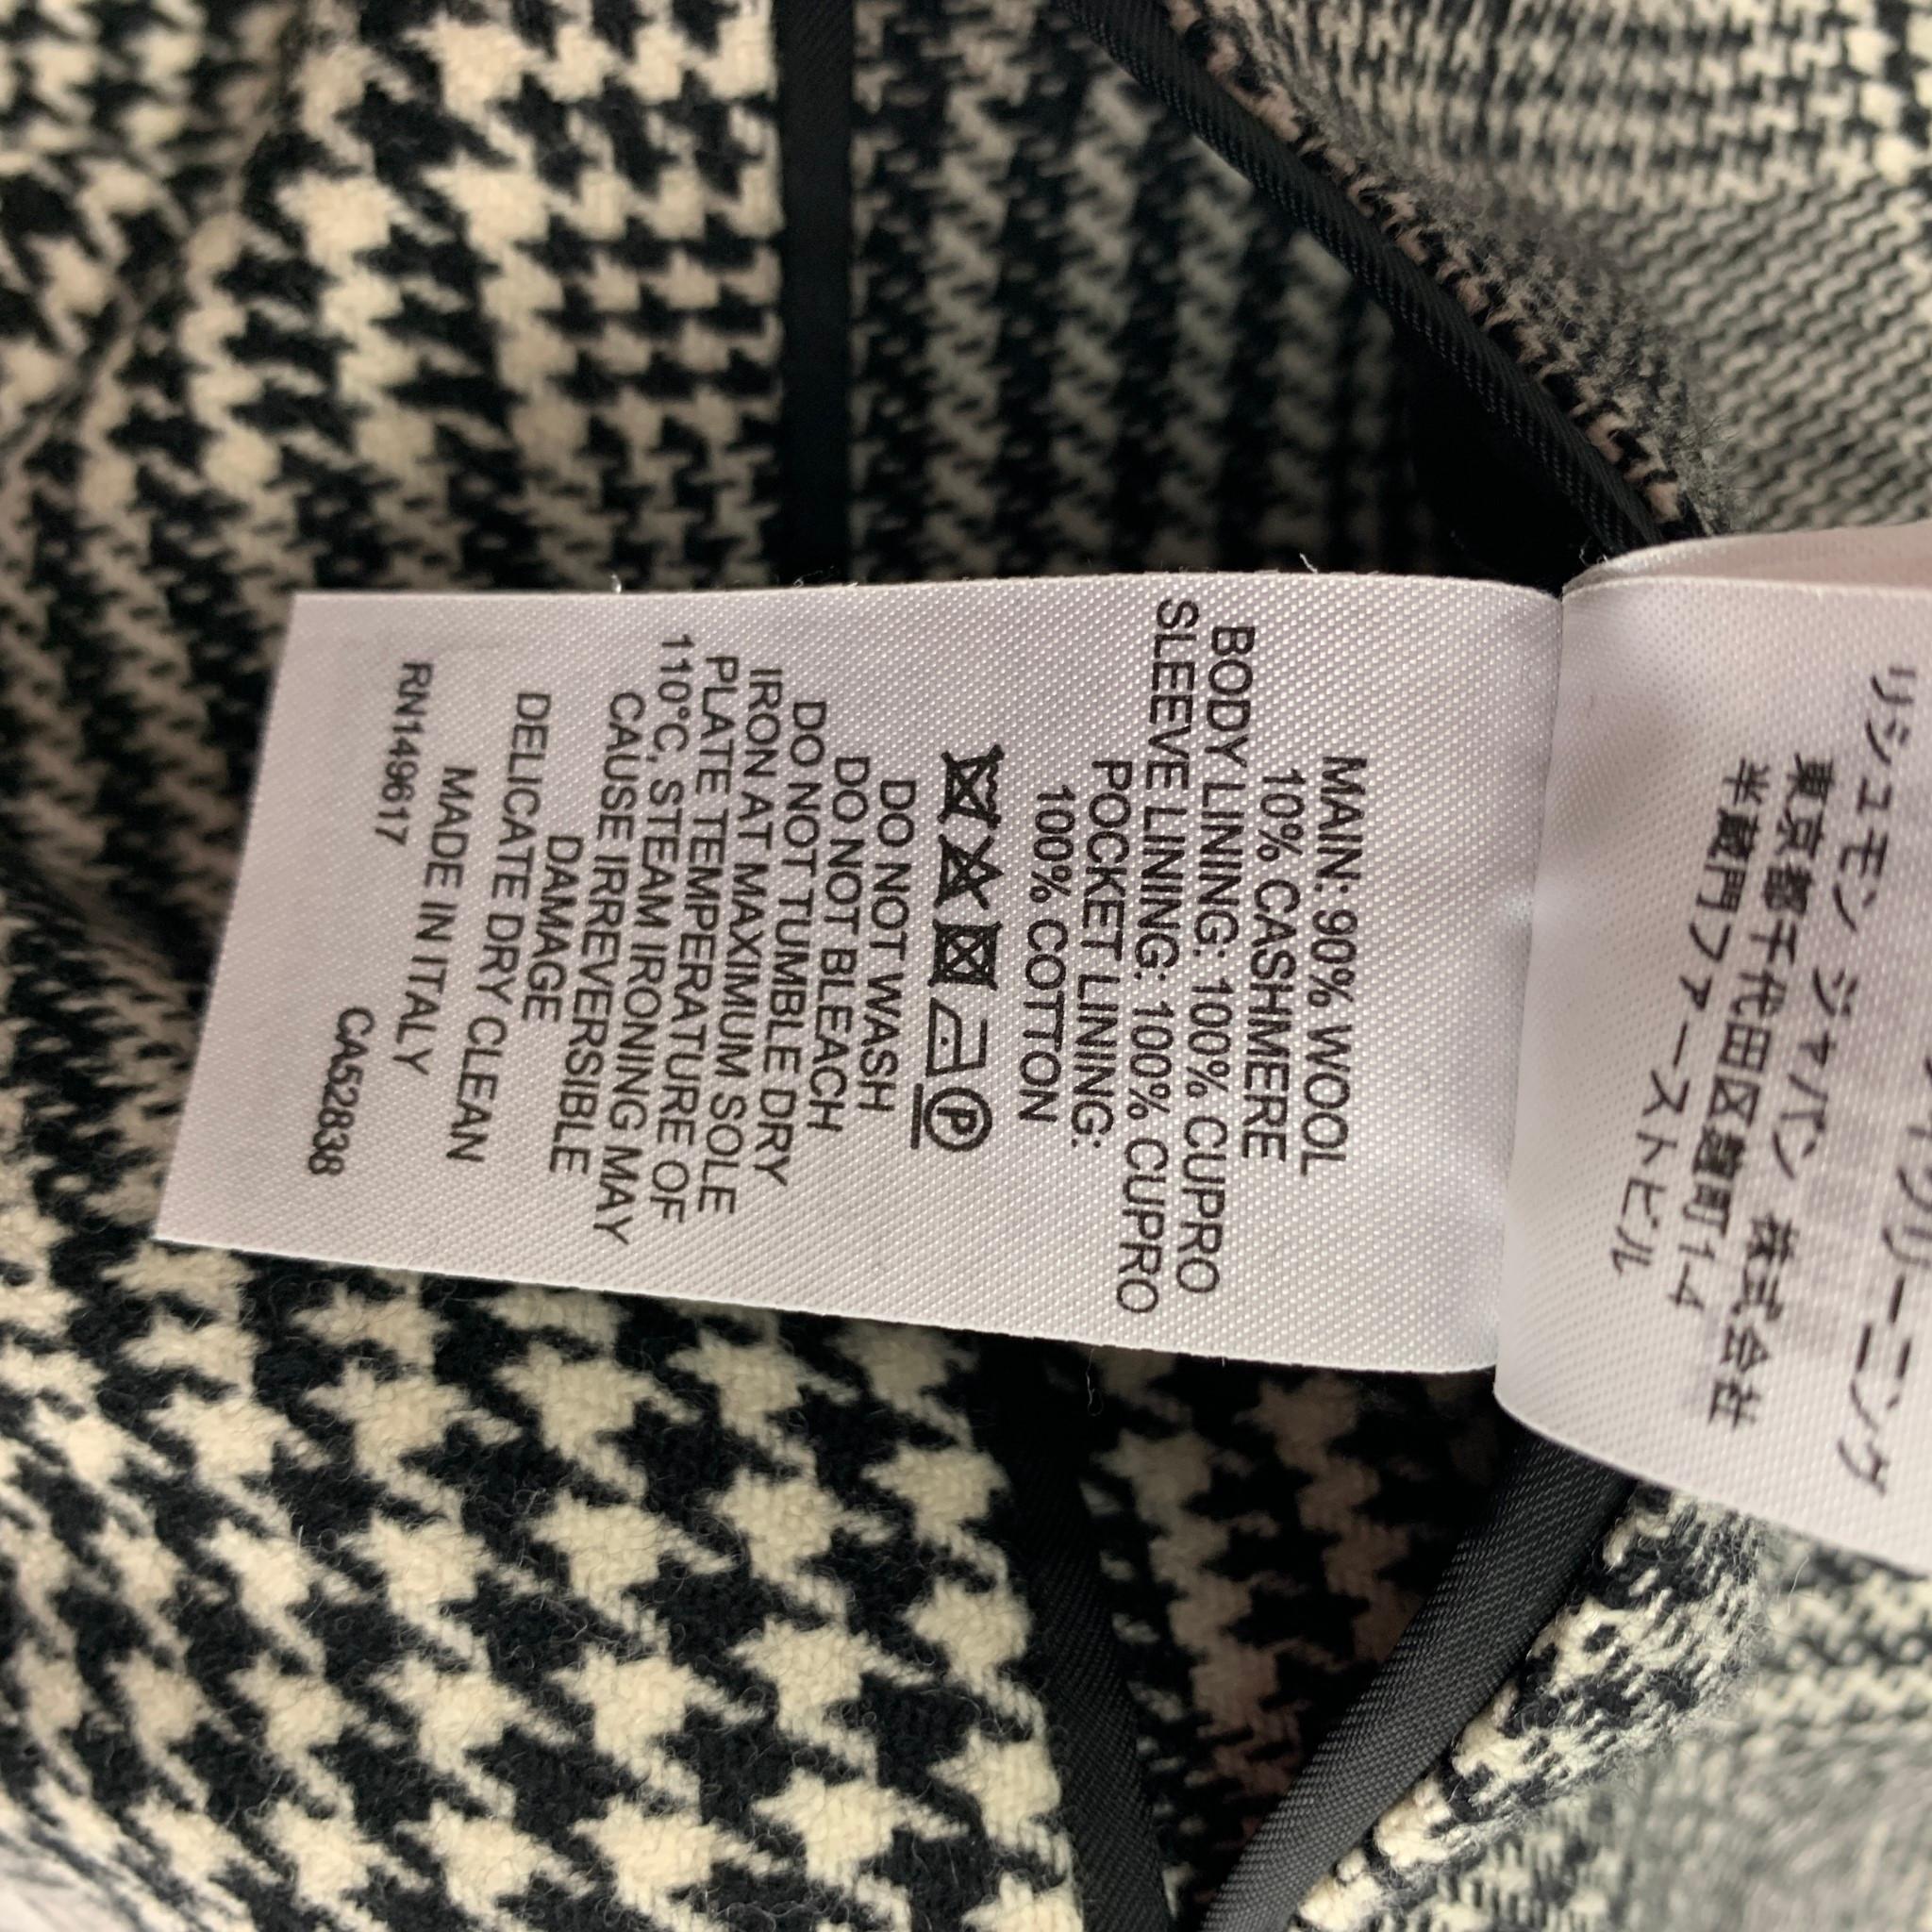 リシュモン ジャパン 株式会社
東京都千代田区麹町1-4
半蔵門ファーストビル
MAIN: 90% WOOL
10% CASHMERE
BODY LINING: 100% CUPRO
SLEEVE LINING: 100% CUPRO
POCKET LINING:
100% COTTON
P
DO NOT WASH
DO NOT BLEACH
DO NOT TUMBLE DRY
IRON AT MAXIMUM SOLE
PLATE TEMPERATURE OF
110°C, STEAM IRONING MAY
CAUSE IRREVERSIBLE
DAMAGE
DELICATE DRY CLEAN
MADE IN ITALY
RN149617
CA52838